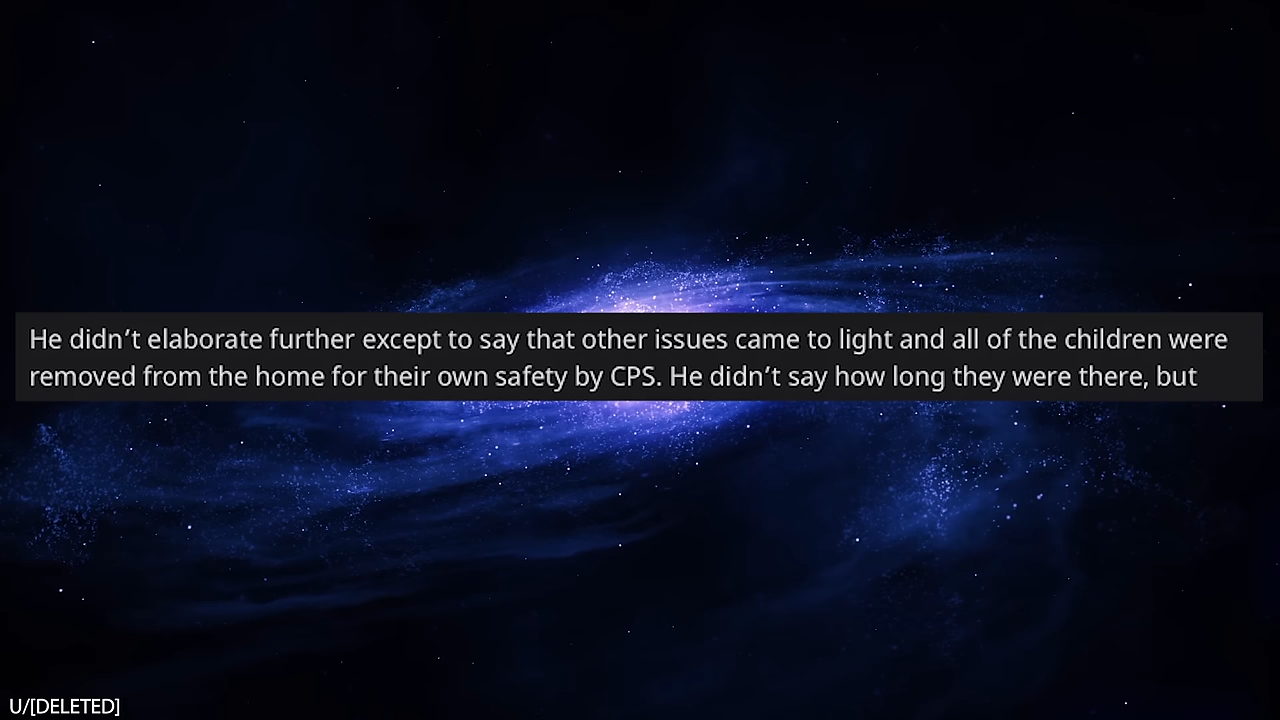 He didn’t elaborate further except to say that other issues came to light and all of the children were
removed from the home for their own safety by CPS. He didn’t say how long they were there, but
U/[DELETED]